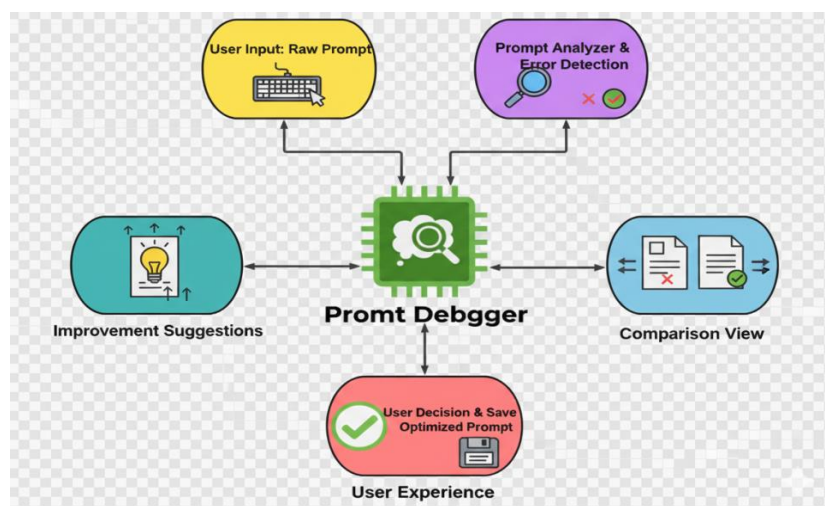 User Input: Raw Prompt
Prompt Analyzer &
Error Detection
Promt Debgger
Improvement Suggestions
Comparison View
User Decision & Save
Optimized Prompt
User Experience